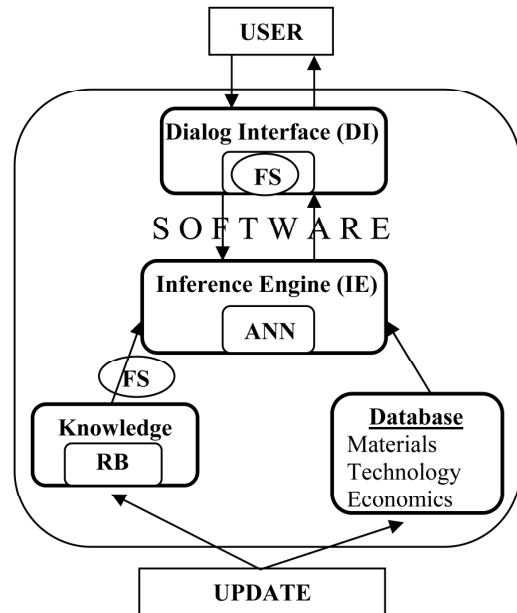 USER
Dialog Interface (DI)
FS
SOFTWARE
Inference Engine (IE)
ANN
FS
Knowledge
RB
Database
Materials
Technology
Economics
UPDATE